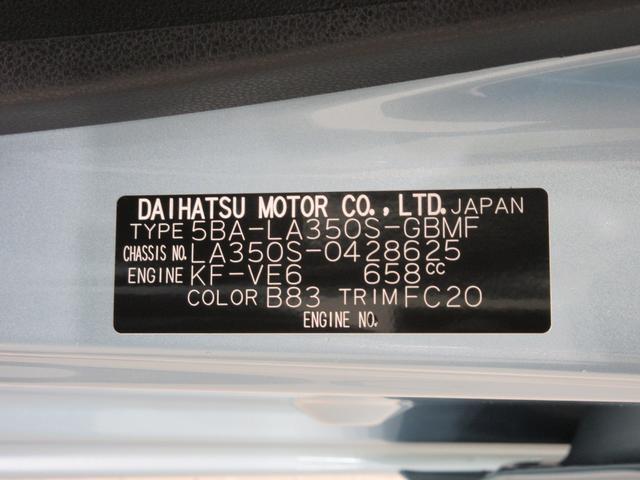 DAIHATSU MOTOR CO., LTD. JAPAN
TYPE 5BA-LA350S-GBMF
CHASSIS NO. LA350S-0428625
ENGINE KF-VE6 658cc
COLOR B83 TRIM FC20
ENGINE NO.